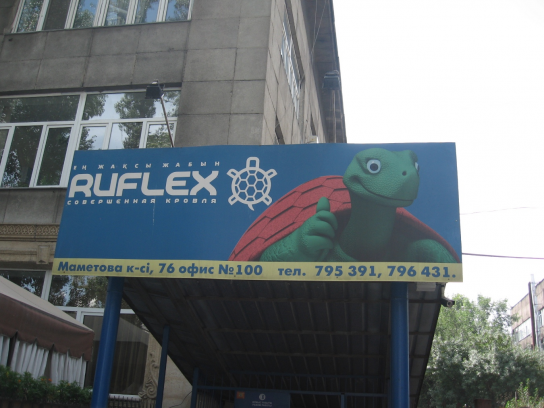 ең жақсы жабын
RUFLEX
СОВЕРШЕННАЯ КРОВЛЯ
Маметова к-сі, 76 офис №100 тел. 795 391, 796 431.